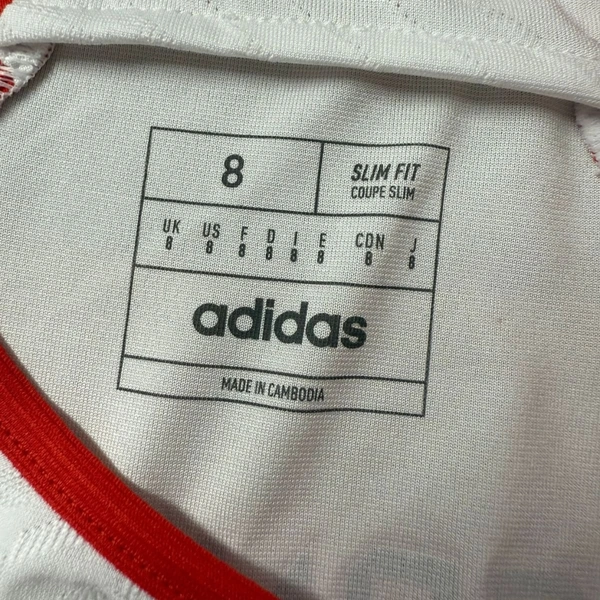 8
SLIM FIT
COUPE SLIM
UK US F D I E CDN J
8 8 8 8 8 8 8 8
adidas
MADE IN CAMBODIA